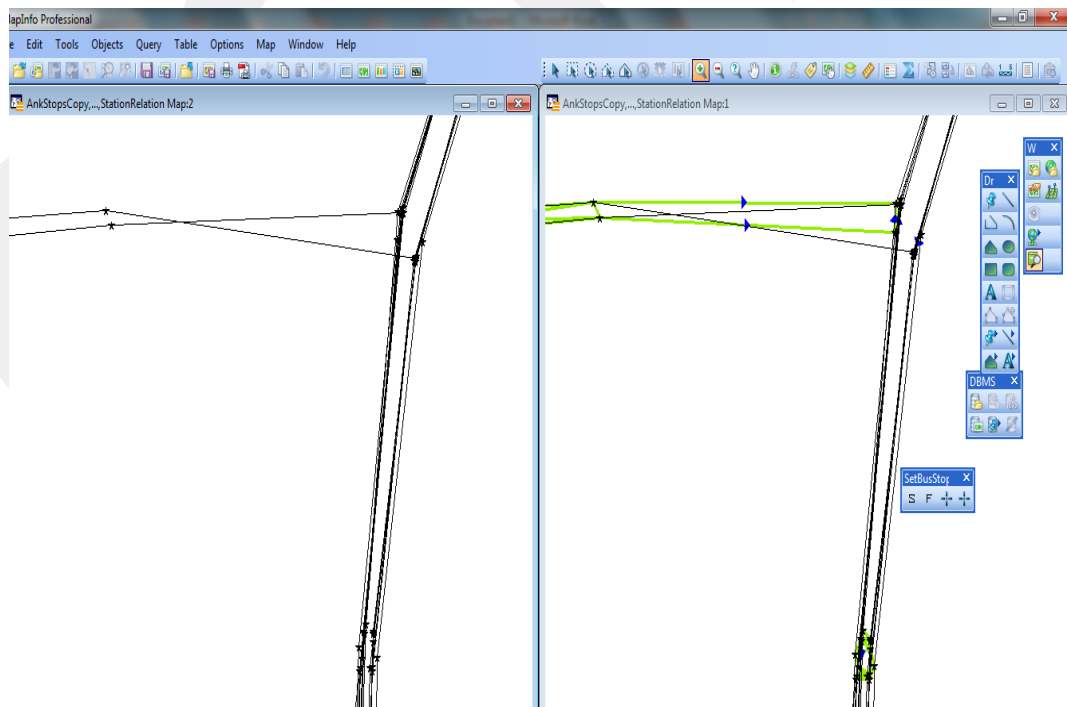 MapInfo Professional
Edit Tools Objects Query Table Options Map Window Help
AnkStopsCopy,...,StationRelation Map:2
AnkStopsCopy,...,StationRelation Map:1
W
Dr
DBMS
SetBusStop
S F